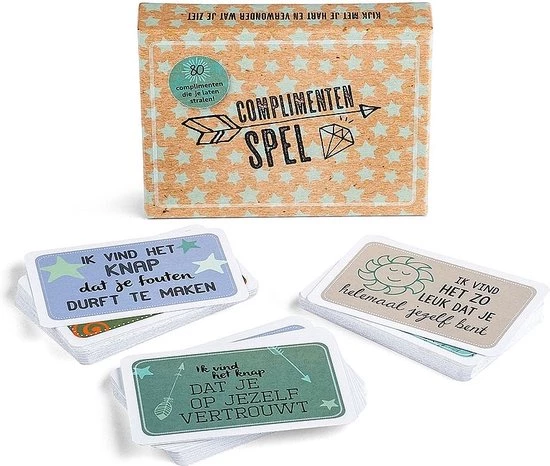 KIJK MET JE HART EN VERWONDER WAT JE ZIET
80
complimenten
die je laten
stralen!
COMPLIMENTEN
SPEL
IK VIND HET
KNAP
dat je fouten
DURFT TE MAKEN
IK VIND
HET ZO
LEUK DAT JE
helemaal jezelf bent
Ik vind
het knap
DAT JE
OP JEZELF
VERTROUWT